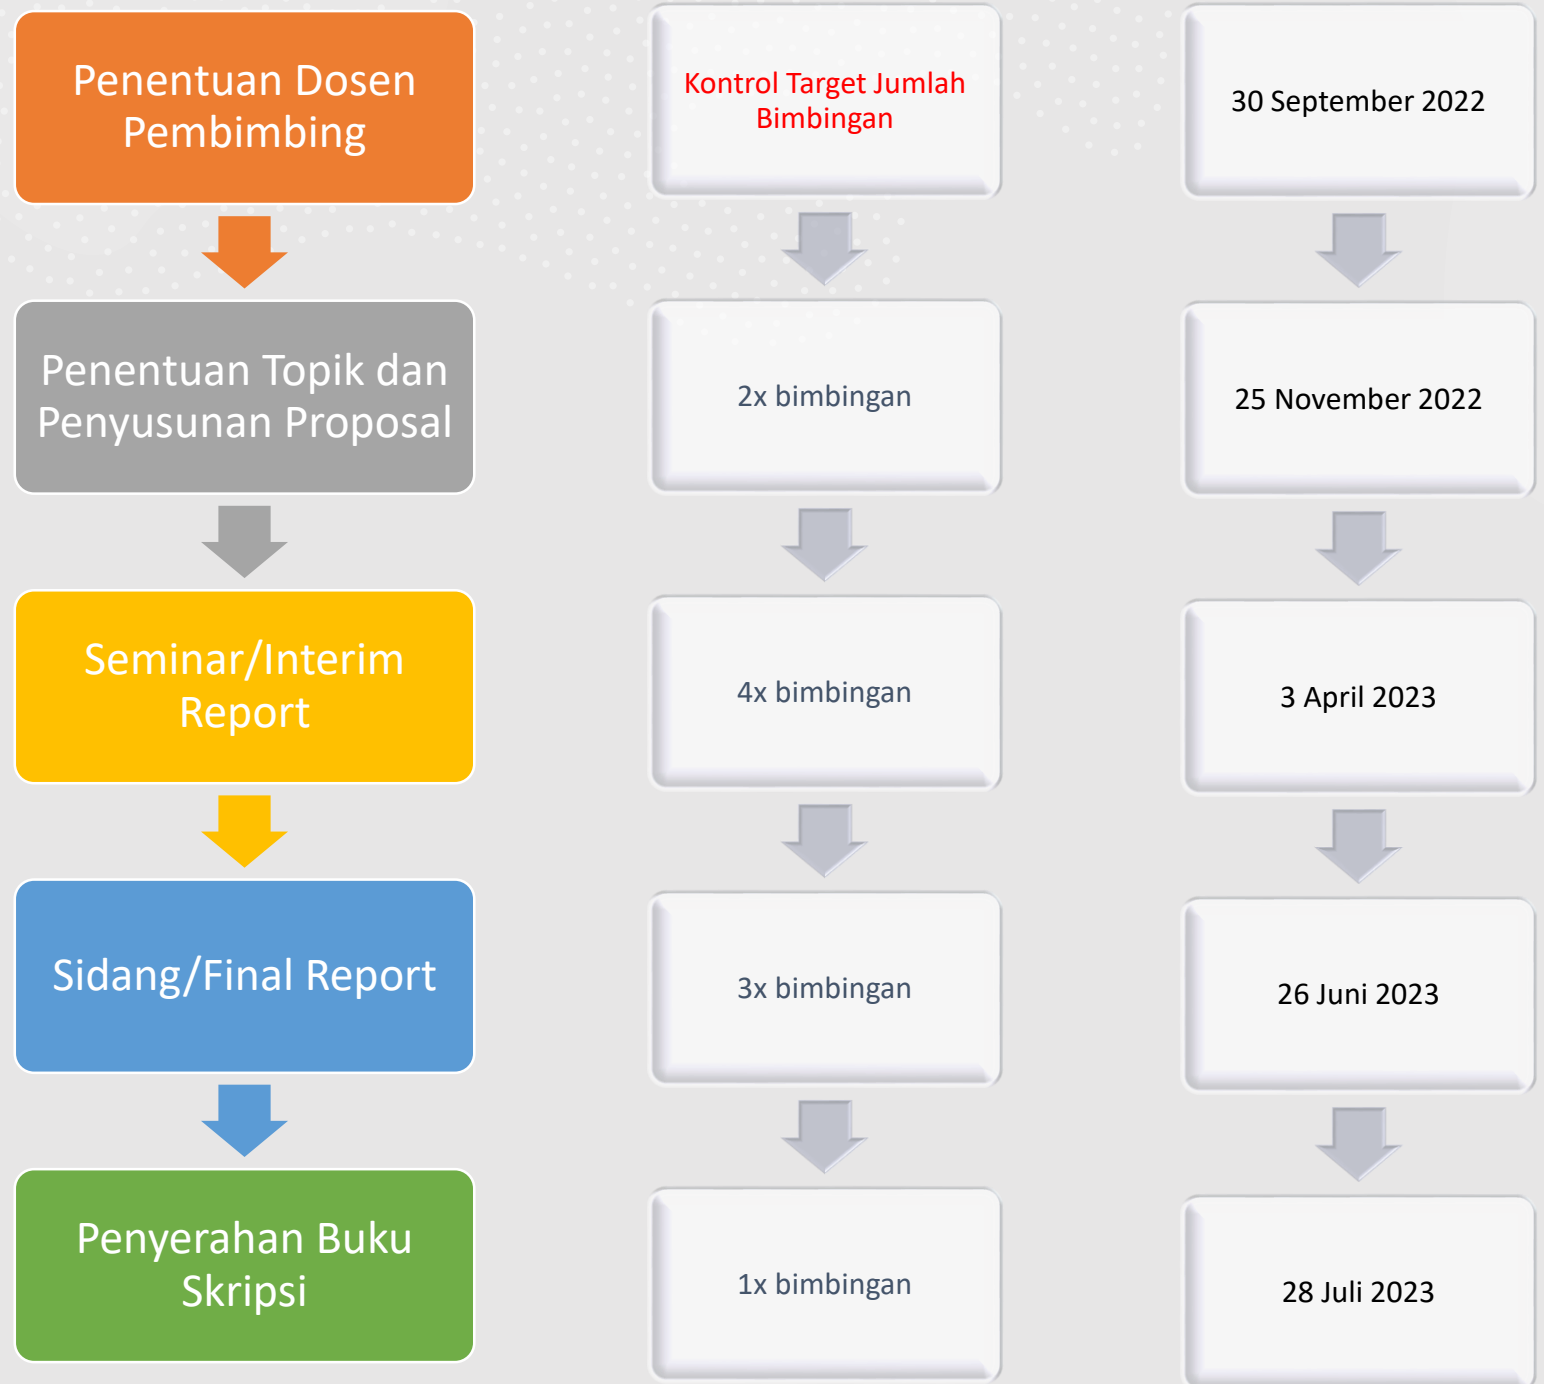 Penentuan Dosen
Pembimbing
Kontrol Target Jumlah
Bimbingan
30 September 2022
Penentuan Topik dan
Penyusunan Proposal
2x bimbingan
25 November 2022
Seminar/Interim
Report
4x bimbingan
3 April 2023
Sidang/Final Report
3x bimbingan
26 Juni 2023
Penyerahan Buku
Skripsi
1x bimbingan
28 Juli 2023